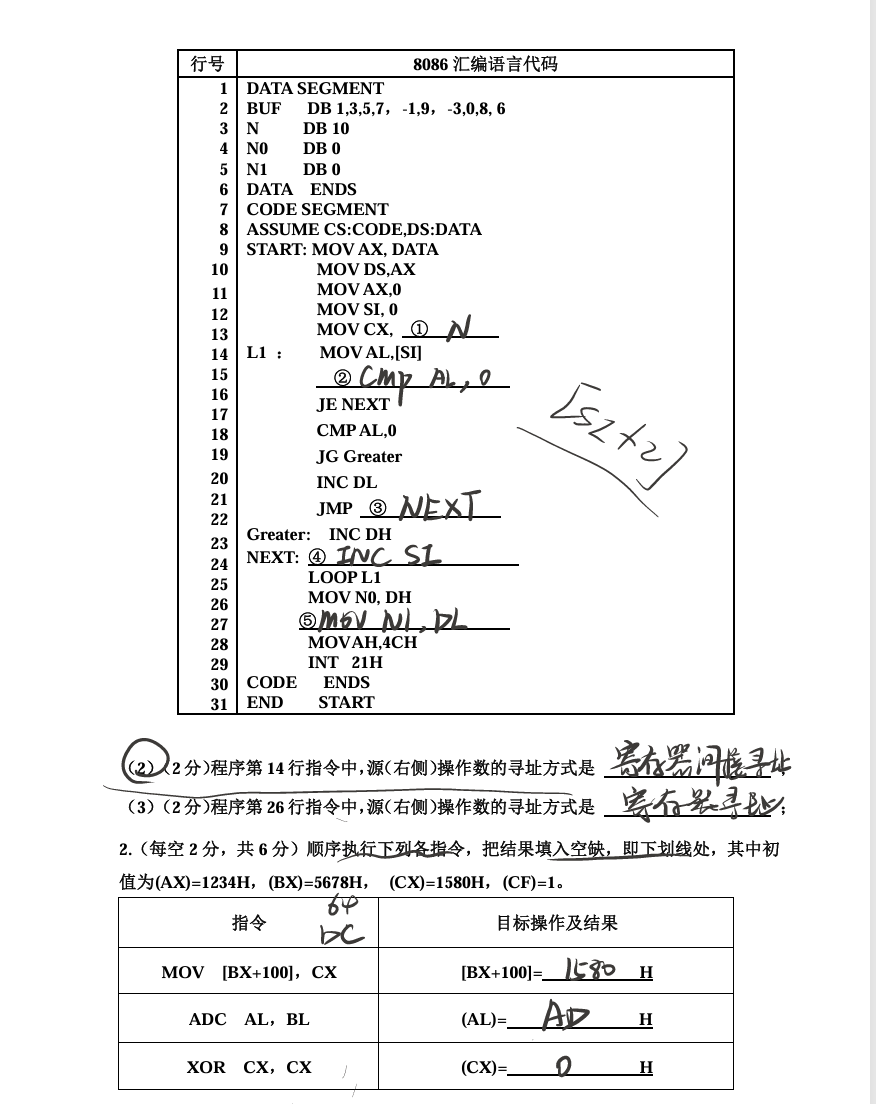 行号 8086 汇编语言代码
1 DATA SEGMENT
2 BUF DB 1,3,5,7，-1,9，-3,0,8, 6
3 N DB 10
4 N0 DB 0
5 N1 DB 0
6 DATA ENDS
7 CODE SEGMENT
8 ASSUME CS:CODE,DS:DATA
9 START: MOV AX, DATA
10 MOV DS,AX
11 MOV AX,0
12 MOV SI, 0
13 MOV CX, ① N
14 L1 ： MOV AL,[SI]
15 ② CMP AL, 0
16
17 JE NEXT
18 CMP AL,0
19 JG Greater
20 INC DL
21 JMP ③ NEXT
22
23 Greater: INC DH
24 NEXT: ④ INC SI
25 LOOP L1
26 MOV N0, DH
27 ⑤ MOV N1, DL
28 MOV AH,4CH
29 INT 21H
30 CODE ENDS
31 END START
[SI+2]
（2）（2 分）程序第 14 行指令中，源（右侧）操作数的寻址方式是 寄存器间接寻址
（3）（2 分）程序第 26 行指令中，源（右侧）操作数的寻址方式是 寄存器寻址；
2.（每空 2 分，共 6 分）顺序执行下列各指令，把结果填入空缺，即下划线处，其中初
值为(AX)=1234H，(BX)=5678H， (CX)=1580H，(CF)=1。
64
指令 目标操作及结果
DC
MOV [BX+100]，CX [BX+100]= 1580 H
ADC AL，BL (AL)= AD H
XOR CX，CX (CX)= 0 H